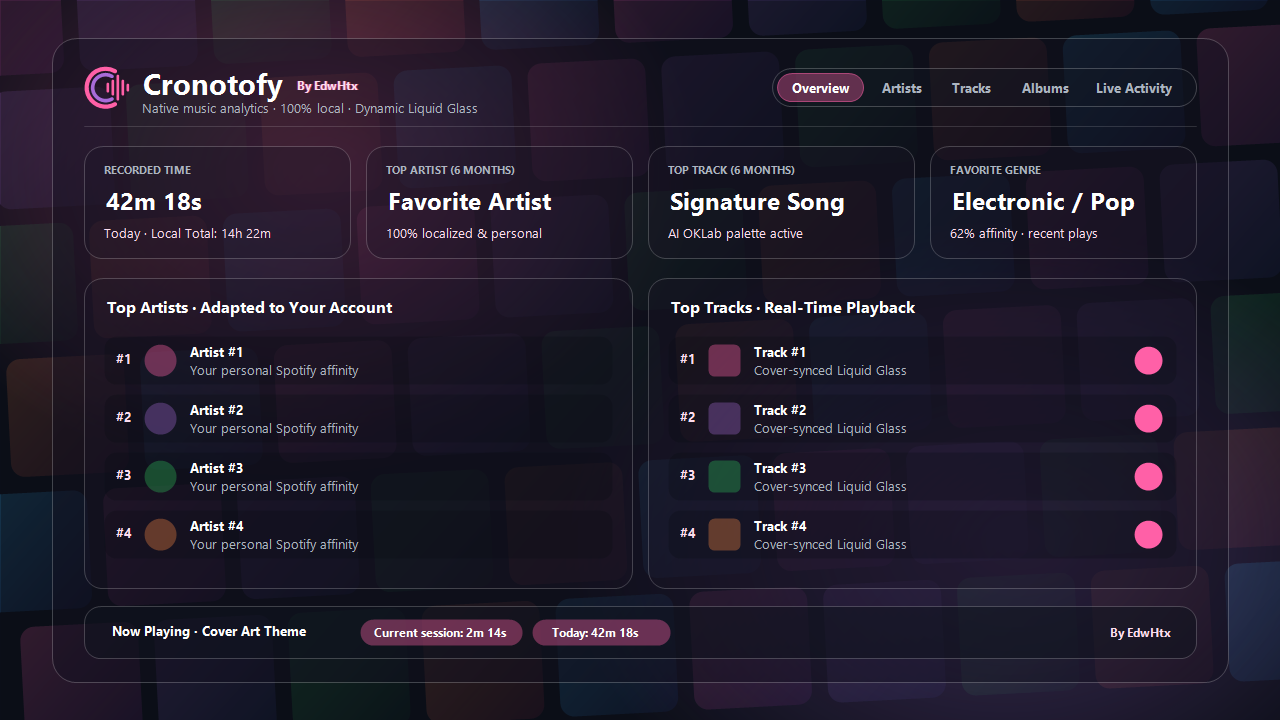 Cronotofy By EdwHtx
Native music analytics · 100% local · Dynamic Liquid Glass
Overview Artists Tracks Albums Live Activity
RECORDED TIME
42m 18s
Today · Local Total: 14h 22m
TOP ARTIST (6 MONTHS)
Favorite Artist
100% localized & personal
TOP TRACK (6 MONTHS)
Signature Song
AI OKLab palette active
FAVORITE GENRE
Electronic / Pop
62% affinity · recent plays
Top Artists · Adapted to Your Account
#1 Artist #1
Your personal Spotify affinity
#2 Artist #2
Your personal Spotify affinity
#3 Artist #3
Your personal Spotify affinity
#4 Artist #4
Your personal Spotify affinity
Top Tracks · Real-Time Playback
#1 Track #1
Cover-synced Liquid Glass
#2 Track #2
Cover-synced Liquid Glass
#3 Track #3
Cover-synced Liquid Glass
#4 Track #4
Cover-synced Liquid Glass
Now Playing · Cover Art Theme Current session: 2m 14s Today: 42m 18s By EdwHtx